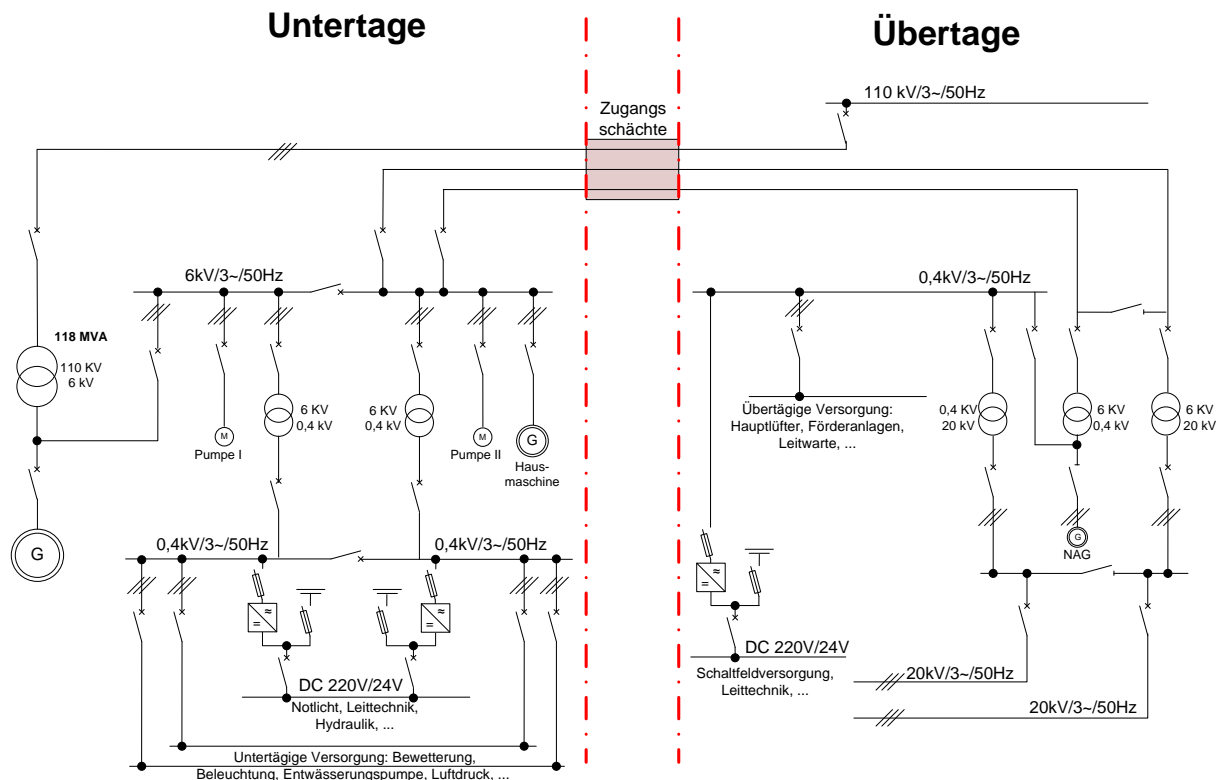 Untertage
Übertage
110 kV/3~/50Hz
Zugangs
schächte
6kV/3~/50Hz
0,4kV/3~/50Hz
118 MVA
110 KV
6 kV
6 KV
0,4 kV
6 KV
0,4 kV
M
Pumpe I
M
Pumpe II
G
Haus-
maschine
G
Übertägige Versorgung:
Hauptlüfter, Förderanlagen,
Leitwarte, ...
0,4 KV
20 kV
6 KV
0,4 kV
6 KV
20 kV
G
NAG
0,4kV/3~/50Hz
0,4kV/3~/50Hz
≈
=
≈
=
≈
=
DC 220V/24V
Notlicht, Leittechnik,
Hydraulik, ...
DC 220V/24V
Schaltfeldversorgung,
Leittechnik, ...
20kV/3~/50Hz
20kV/3~/50Hz
Untertägige Versorgung: Bewetterung,
Beleuchtung, Entwässerungspumpe, Luftdruck, ...